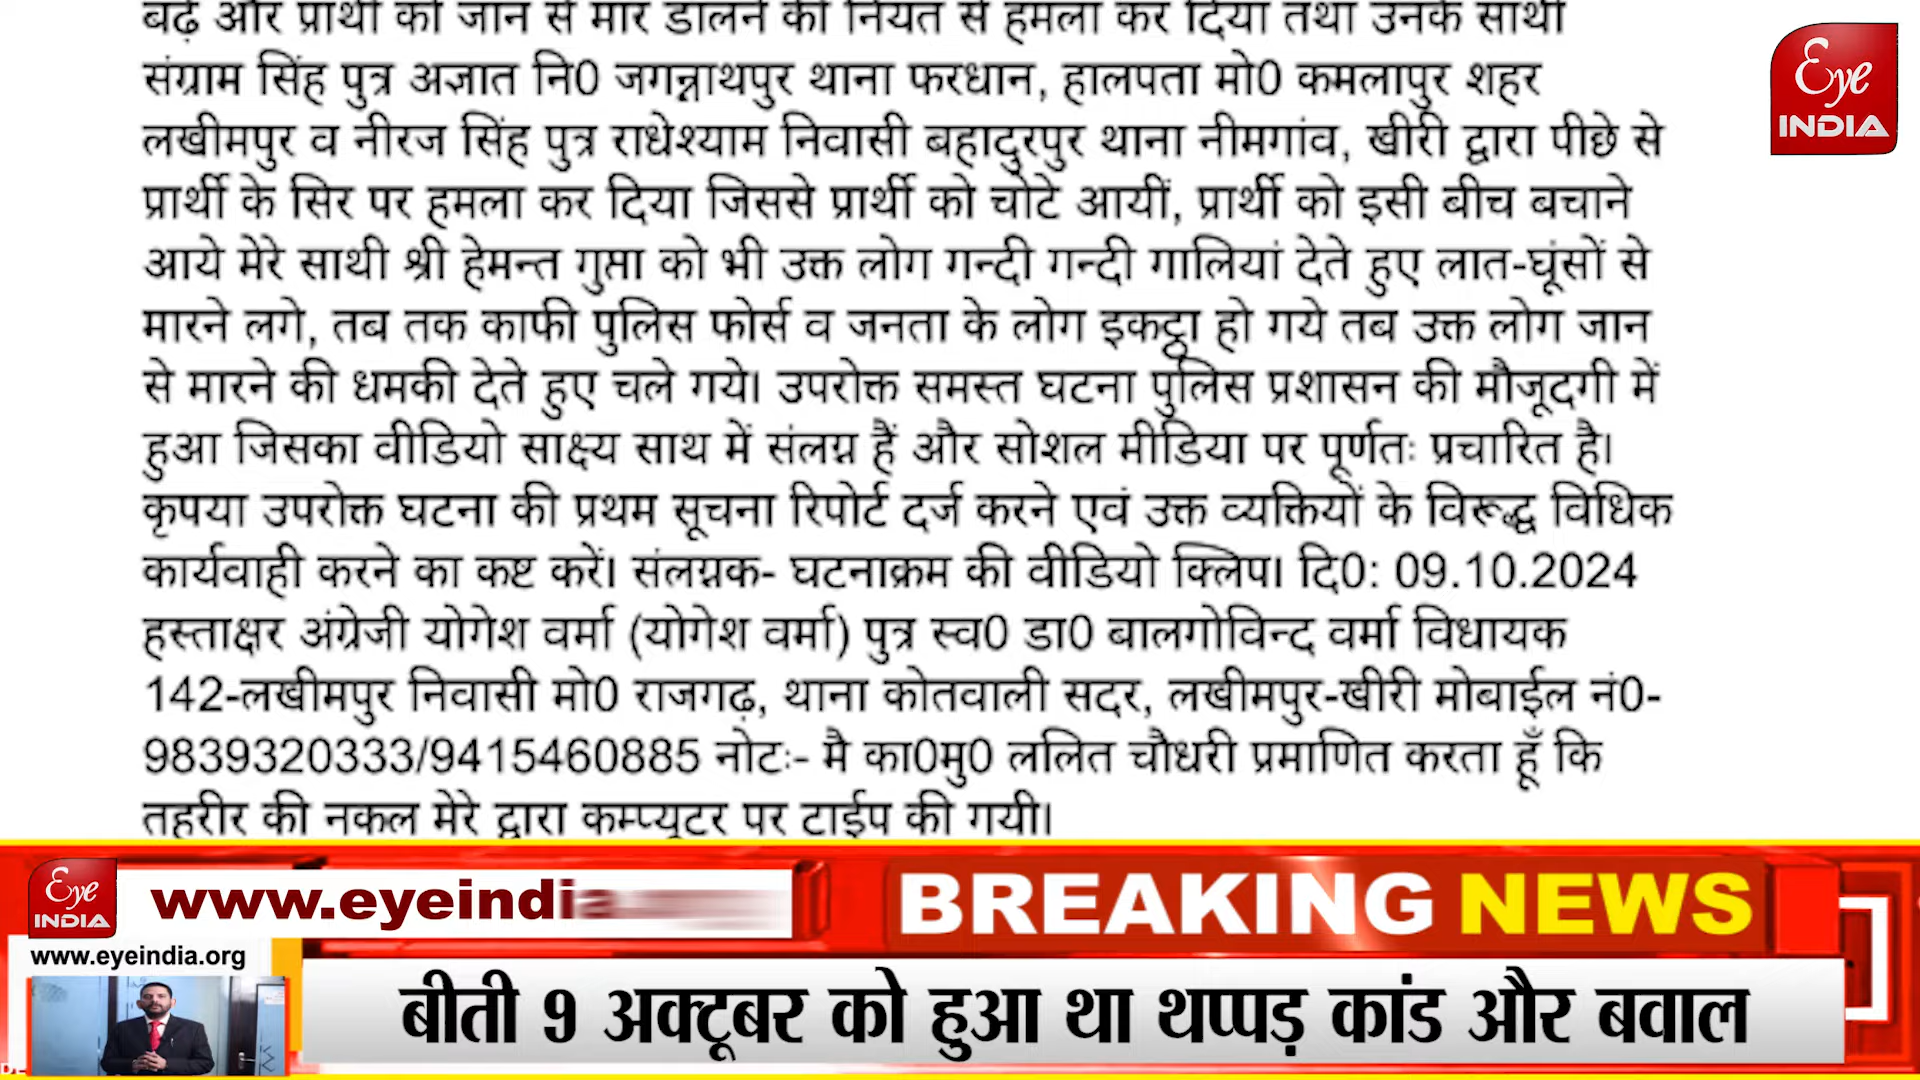 बढ़े और प्रार्थी को जान से मार डालने की नियत से हमला कर दिया तथा उनके साथी
संग्राम सिंह पुत्र अज्ञात नि0 जगन्नाथपुर थाना फरधान, हालपता मो0 कमलापुर शहर
लखीमपुर व नीरज सिंह पुत्र राधेश्याम निवासी बहादुरपुर थाना नीमगांव, खीरी द्वारा पीछे से
प्रार्थी के सिर पर हमला कर दिया जिससे प्रार्थी को चोटे आयीं, प्रार्थी को इसी बीच बचाने
आये मेरे साथी श्री हेमन्त गुप्ता को भी उक्त लोग गन्दी गन्दी गालियां देते हुए लात-घूंसों से
मारने लगे, तब तक काफी पुलिस फोर्स व जनता के लोग इकट्ठा हो गये तब उक्त लोग जान
से मारने की धमकी देते हुए चले गये। उपरोक्त समस्त घटना पुलिस प्रशासन की मौजूदगी में
हुआ जिसका वीडियो साक्ष्य साथ में संलग्न हैं और सोशल मीडिया पर पूर्णतः प्रचारित है।
कृपया उपरोक्त घटना की प्रथम सूचना रिपोर्ट दर्ज करने एवं उक्त व्यक्तियों के विरूद्ध विधिक
कार्यवाही करने का कष्ट करें। संलग्नक- घटनाक्रम की वीडियो क्लिप। दि0: 09.10.2024
हस्ताक्षर अंग्रेजी योगेश वर्मा (योगेश वर्मा) पुत्र स्व0 डा0 बालगोविन्द वर्मा विधायक
142-लखीमपुर निवासी मो0 राजगढ़, थाना कोतवाली सदर, लखीमपुर-खीरी मोबाईल नं0-
9839320333/9415460885 नोटः- मै का0मु0 ललित चौधरी प्रमाणित करता हूँ कि
तहरीर की नकल मेरे द्वारा कम्प्यूटर पर टाईप की गयी।
Eye
INDIA
Eye
INDIA
www.eyeindia
BREAKING NEWS
www.eyeindia.org
बीती 9 अक्टूबर को हुआ था थप्पड़ कांड और बवाल